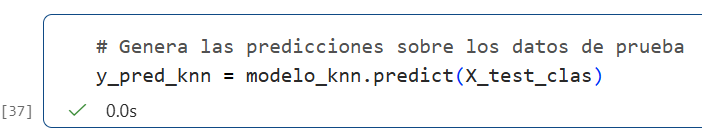 # Genera las predicciones sobre los datos de prueba
y_pred_knn = modelo_knn.predict(X_test_clas)
[37]
0.0s